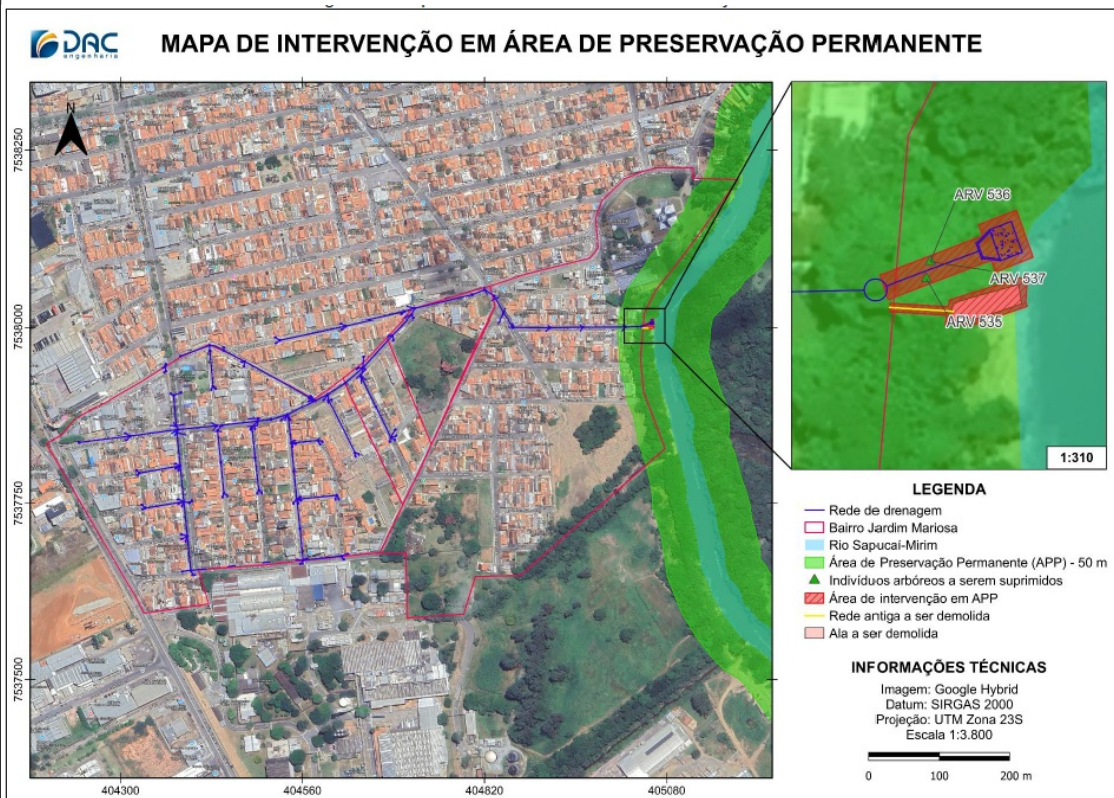 DAC
engenharia
MAPA DE INTERVENÇÃO EM ÁREA DE PRESERVAÇÃO PERMANENTE
N
7538250
7538000
7537750
7537500
404300
404560
404820
405080
ARV 536
ARV 537
ARV 535
1:310
LEGENDA
Rede de drenagem
Bairro Jardim Mariosa
Rio Sapucaí-Mirim
Área de Preservação Permanente (APP) - 50 m
Indivíduos arbóreos a serem suprimidos
Área de intervenção em APP
Rede antiga a ser demolida
Ala a ser demolida
INFORMAÇÕES TÉCNICAS
Imagem: Google Hybrid
Datum: SIRGAS 2000
Projeção: UTM Zona 23S
Escala 1:3.800
0 100 200 m